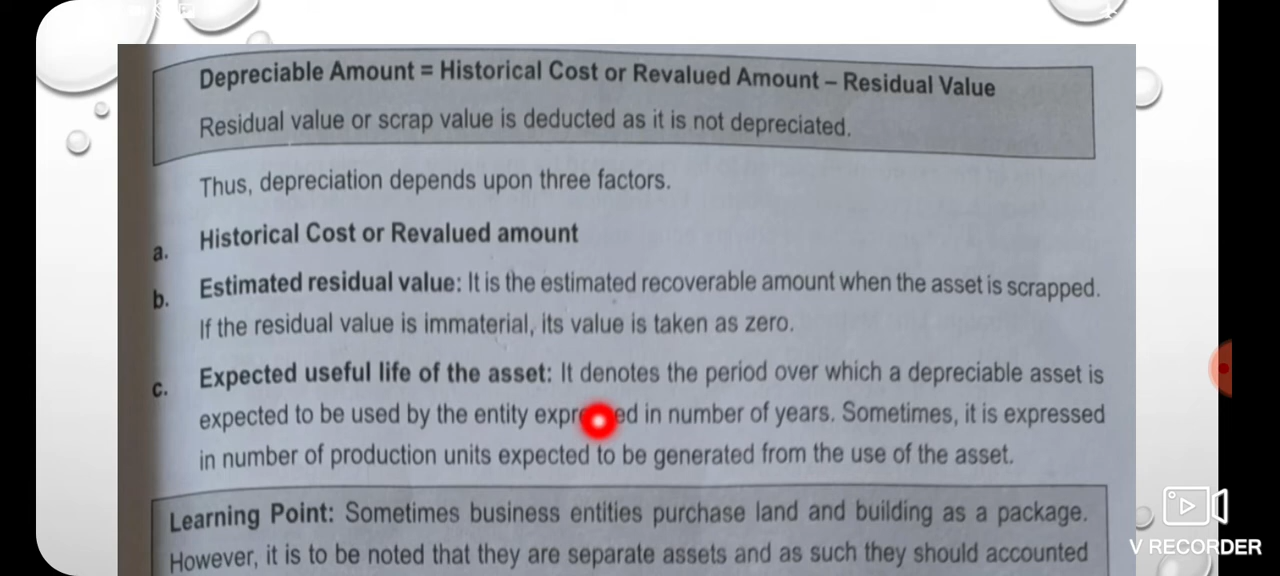 Depreciable Amount = Historical Cost or Revalued Amount – Residual Value
Residual value or scrap value is deducted as it is not depreciated.
Thus, depreciation depends upon three factors.
a. Historical Cost or Revalued amount
b. Estimated residual value: It is the estimated recoverable amount when the asset is scrapped.
If the residual value is immaterial, its value is taken as zero.
c. Expected useful life of the asset: It denotes the period over which a depreciable asset is
expected to be used by the entity in number of years. Sometimes, it is expressed
in number of production units expected to be generated from the use of the asset.
Learning Point: Sometimes business entities purchase land and building as a package.
However, it is to be noted that they are separate assets and as such they should accounted
V RECORDER